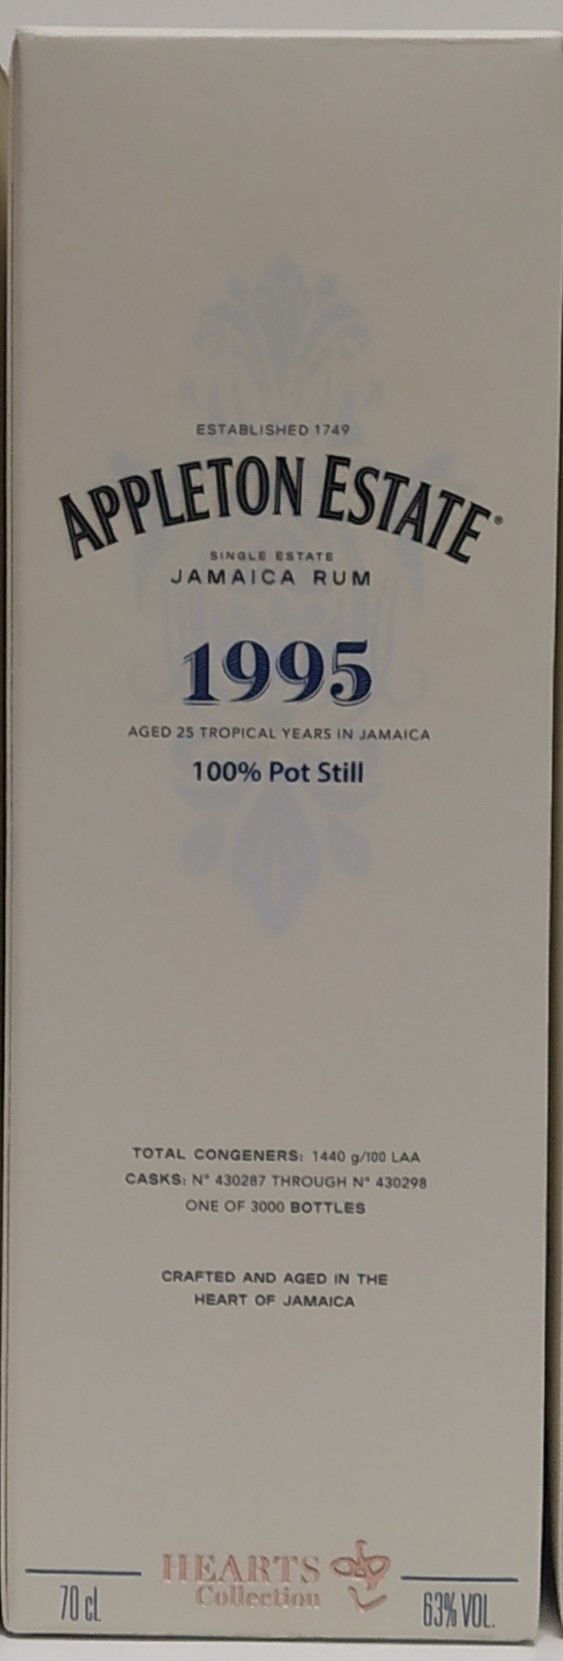 ESTABLISHED 1749
APPLETON ESTATE®
SINGLE ESTATE
JAMAICA RUM
1995
AGED 25 TROPICAL YEARS IN JAMAICA
100% Pot Still
TOTAL CONGENERS: 1440 g/100 LAA
CASKS: N° 430287 THROUGH N° 430298
ONE OF 3000 BOTTLES
CRAFTED AND AGED IN THE
HEART OF JAMAICA
HEARTS
Collection
70 cL
63% VOL.